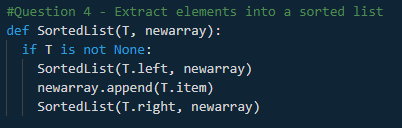 #Question 4 - Extract elements into a sorted list
def SortedList(T, newarray):
  if T is not None:
    SortedList(T.left, newarray)
    newarray.append(T.item)
    SortedList(T.right, newarray)